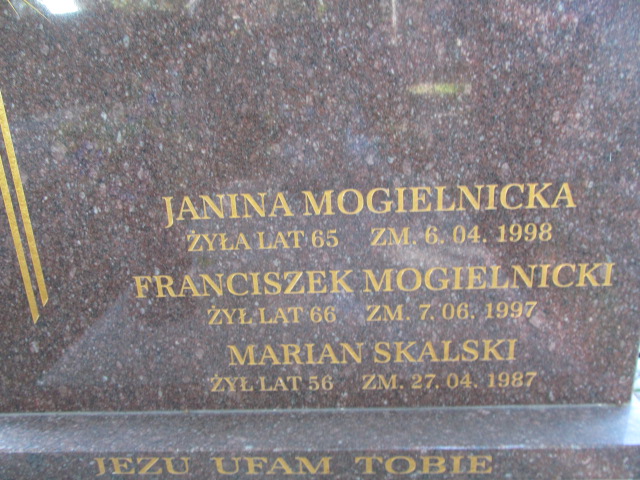 JANINA MOGIELNICKA
ŻYŁA LAT 65 ZM. 6. 04. 1998
FRANCISZEK MOGIELNICKI
ŻYŁ LAT 66 ZM. 7. 06. 1997
MARIAN SKALSKI
ŻYŁ LAT 56 ZM. 27. 04. 1987
JEZU UFAM TOBIE